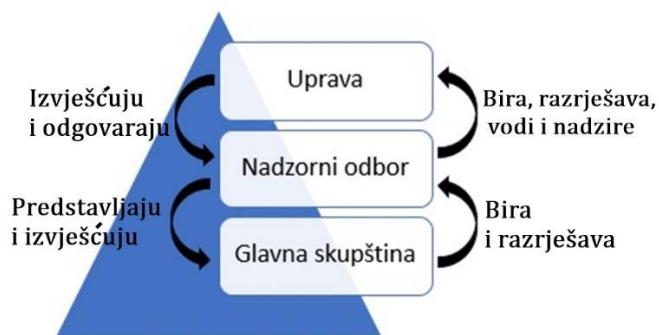 Uprava
Izvješćuju
i odgovaraju
Bira, razrješava,
vodi i nadzire
Nadzorni odbor
Predstavljaju
i izvješćuju
Bira
i razrješava
Glavna skupština